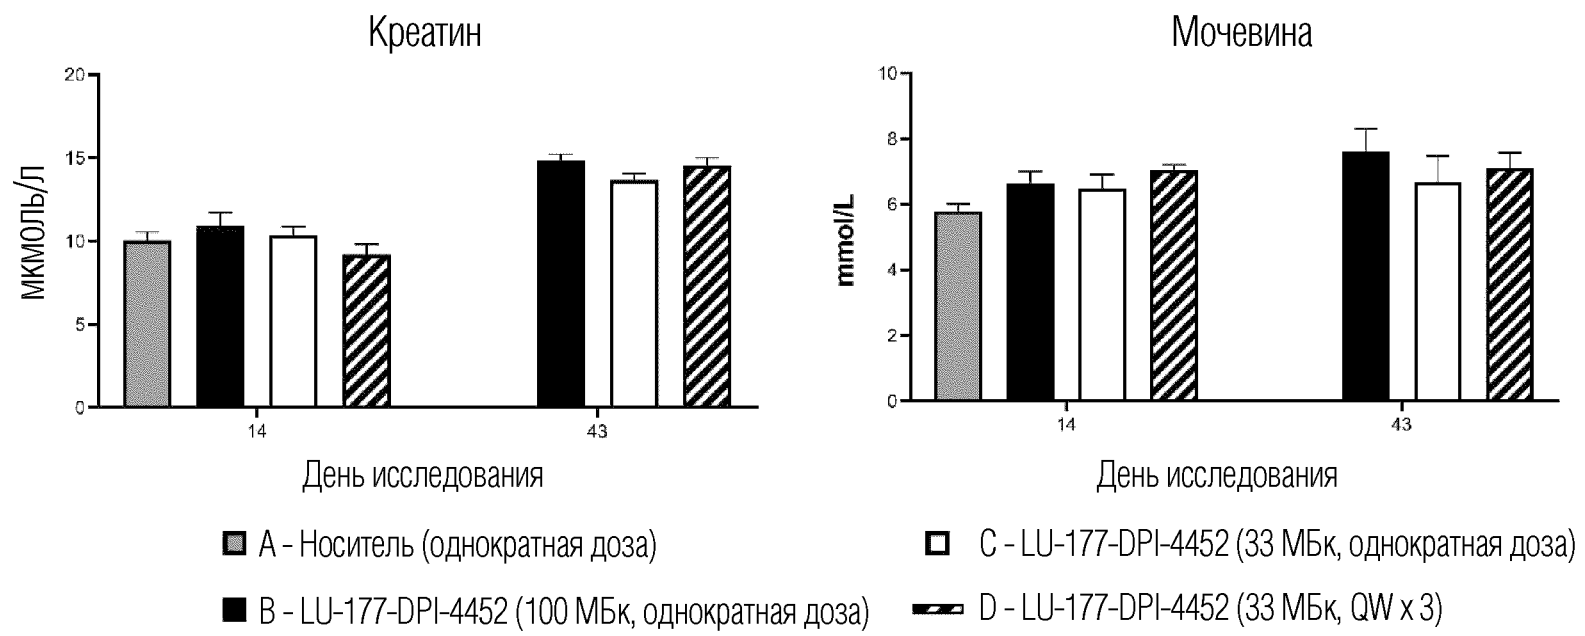 Креатин
20
15
10
5
0
мкмоль/л
14
43
День исследования
Мочевина
10
8
6
4
2
0
mmol/L
14
43
День исследования
A - Носитель (однократная доза)
B - LU-177-DPI-4452 (100 МБк, однократная доза)
C - LU-177-DPI-4452 (33 МБк, однократная доза)
D - LU-177-DPI-4452 (33 МБк, QW x 3)